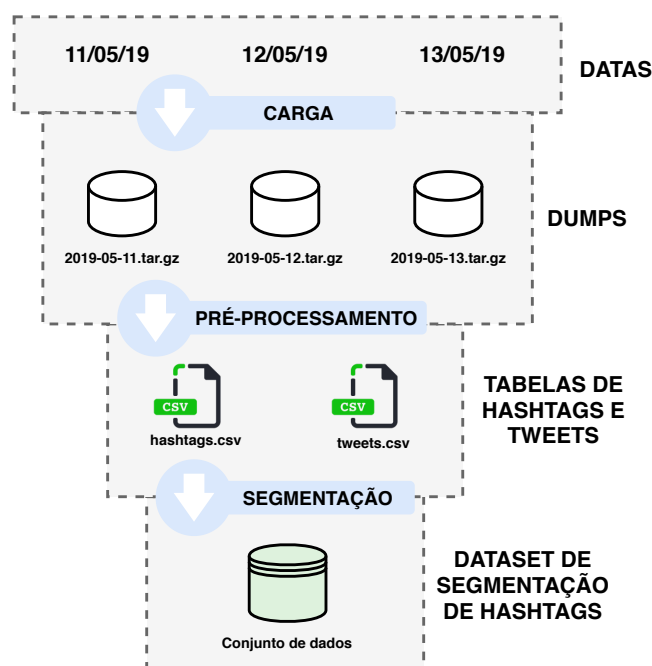 11/05/19 12/05/19 13/05/19
DATAS
CARGA
DUMPS
2019-05-11.tar.gz 2019-05-12.tar.gz 2019-05-13.tar.gz
PRÉ-PROCESSAMENTO
CSV CSV
hashtags.csv tweets.csv
TABELAS DE
HASHTAGS E
TWEETS
SEGMENTAÇÃO
DATASET DE
SEGMENTAÇÃO
DE HASHTAGS
Conjunto de dados